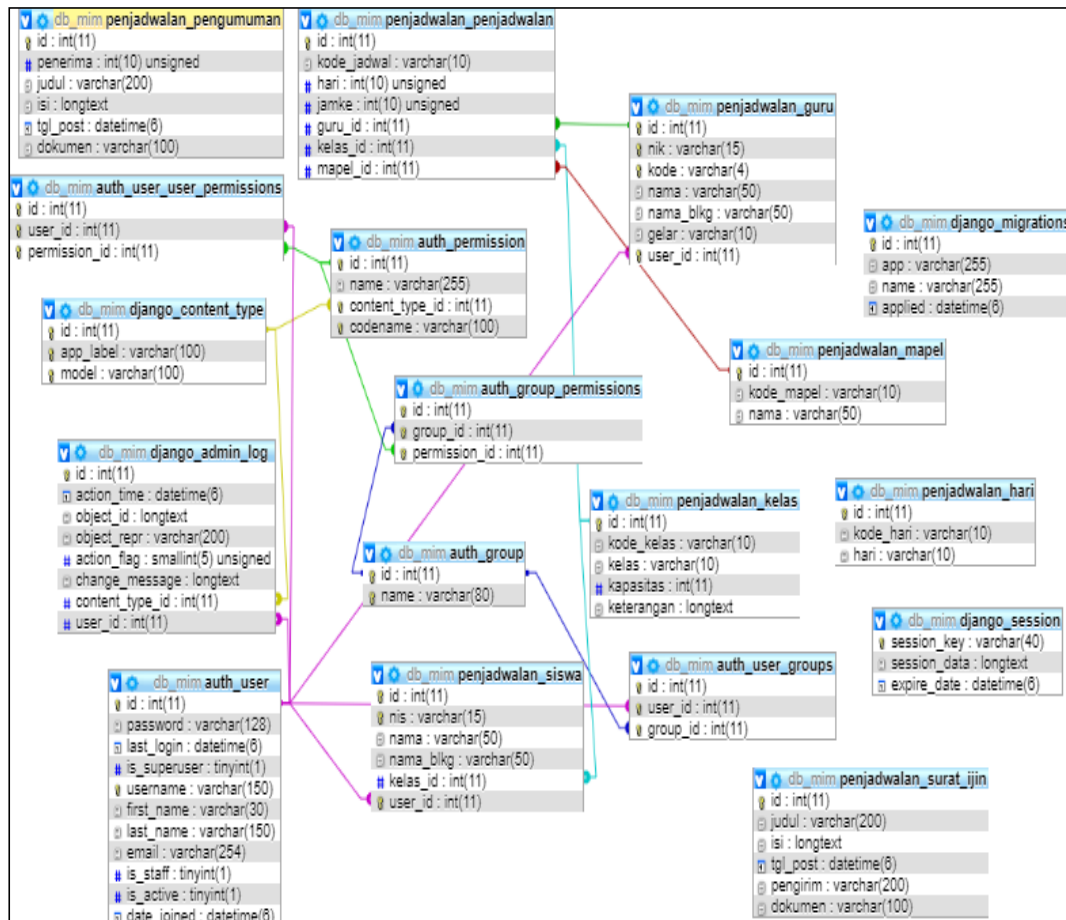 db_mim penjadwalan_pengumuman
id : int(11)
penerima : int(10) unsigned
judul : varchar(200)
isi : longtext
tgl_post : datetime(6)
dokumen : varchar(100)
db_mim penjadwalan_penjadwalan
id : int(11)
kode_jadwal : varchar(10)
hari : int(10) unsigned
jamke : int(10) unsigned
guru_id : int(11)
kelas_id : int(11)
mapel_id : int(11)
db_mim penjadwalan_guru
id : int(11)
nik : varchar(15)
kode : varchar(4)
nama : varchar(50)
nama_blkg : varchar(50)
gelar : varchar(10)
user_id : int(11)
db_mim auth_user_user_permissions
id : int(11)
user_id : int(11)
permission_id : int(11)
db_mim auth_permission
id : int(11)
name : varchar(255)
content_type_id : int(11)
codename : varchar(100)
db_mim django_migrations
id : int(11)
app : varchar(255)
name : varchar(255)
applied : datetime(6)
db_mim django_content_type
id : int(11)
app_label : varchar(100)
model : varchar(100)
db_mim penjadwalan_mapel
id : int(11)
kode_mapel : varchar(10)
nama : varchar(50)
db_mim auth_group_permissions
id : int(11)
group_id : int(11)
permission_id : int(11)
db_mim django_admin_log
id : int(11)
action_time : datetime(6)
object_id : longtext
object_repr : varchar(200)
action_flag : smallint(5) unsigned
change_message : longtext
content_type_id : int(11)
user_id : int(11)
db_mim penjadwalan_kelas
id : int(11)
kode_kelas : varchar(10)
kelas : varchar(10)
kapasitas : int(11)
keterangan : longtext
db_mim penjadwalan_hari
id : int(11)
kode_hari : varchar(10)
hari : varchar(10)
db_mim auth_group
id : int(11)
name : varchar(80)
db_mim django_session
session_key : varchar(40)
session_data : longtext
expire_date : datetime(6)
db_mim auth_user
id : int(11)
password : varchar(128)
last_login : datetime(6)
is_superuser : tinyint(1)
username : varchar(150)
first_name : varchar(30)
last_name : varchar(150)
email : varchar(254)
is_staff : tinyint(1)
is_active : tinyint(1)
date_joined : datetime(6)
db_mim penjadwalan_siswa
id : int(11)
nis : varchar(15)
nama : varchar(50)
nama_blkg : varchar(50)
kelas_id : int(11)
user_id : int(11)
db_mim auth_user_groups
id : int(11)
user_id : int(11)
group_id : int(11)
db_mim penjadwalan_surat_ijin
id : int(11)
judul : varchar(200)
isi : longtext
tgl_post : datetime(6)
pengirim : varchar(200)
dokumen : varchar(100)